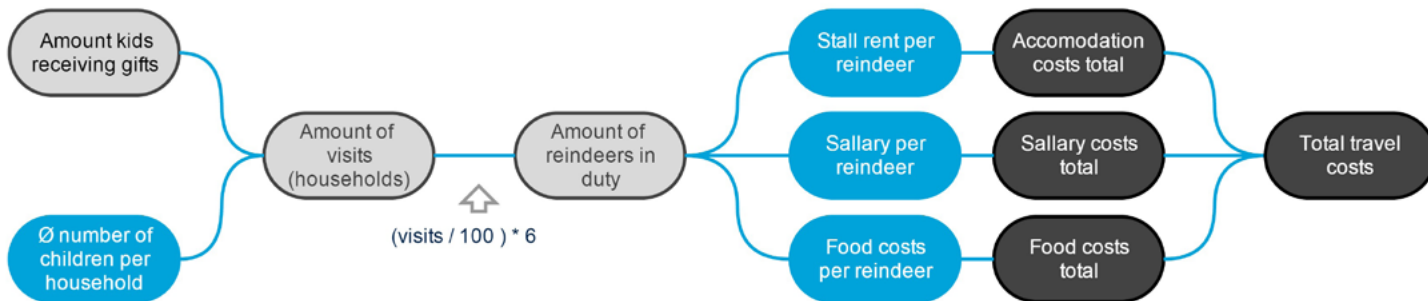 Amount kids
receiving gifts
Ø number of
children per
household
Amount of
visits
(households)
(visits / 100 ) * 6
Amount of
reindeers in
duty
Stall rent per
reindeer
Accomodation
costs total
Sallary per
reindeer
Sallary costs
total
Food costs
per reindeer
Food costs
total
Total travel
costs